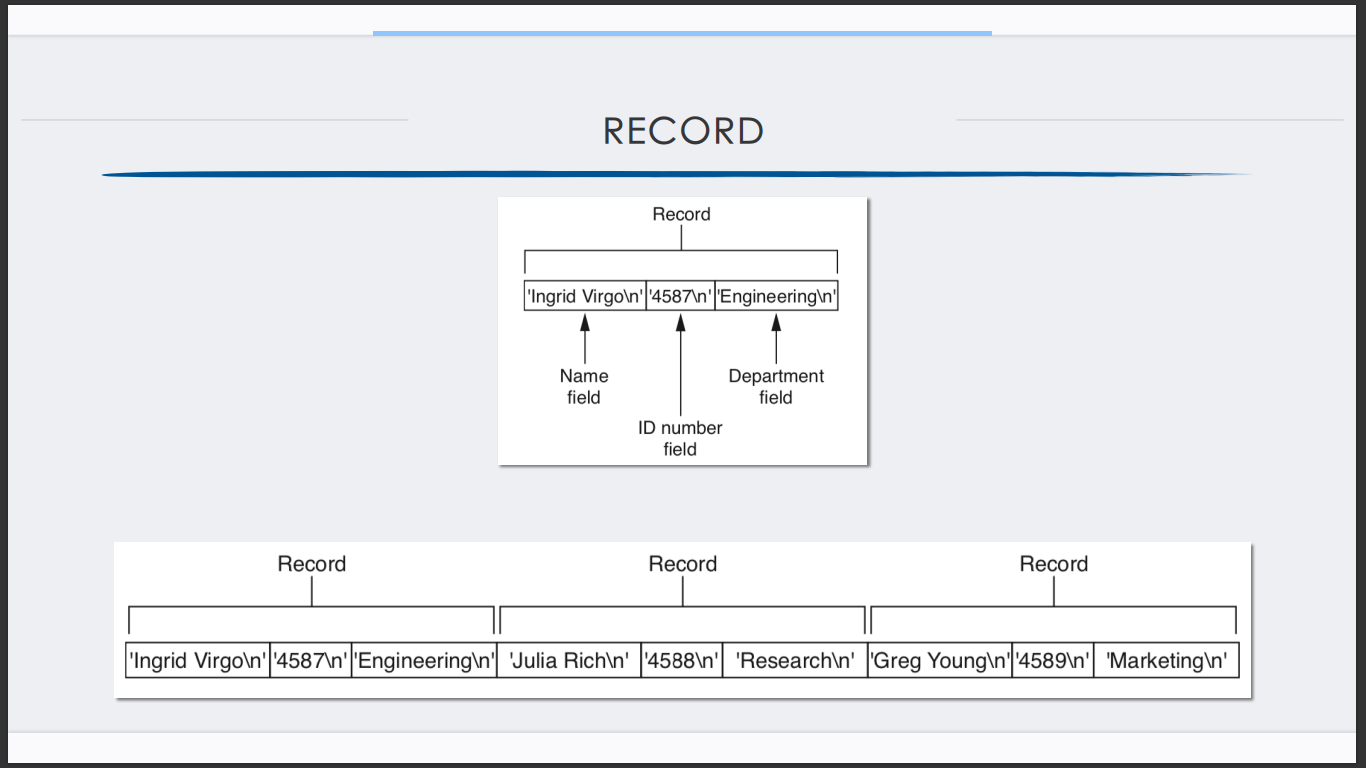 RECORD
Record
'Ingrid Virgo\n' '4587\n' 'Engineering\n'
Name
field
Department
field
ID number
field
Record Record Record
'Ingrid Virgo\n' '4587\n' 'Engineering\n' 'Julia Rich\n' '4588\n' 'Research\n' 'Greg Young\n' '4589\n' 'Marketing\n'